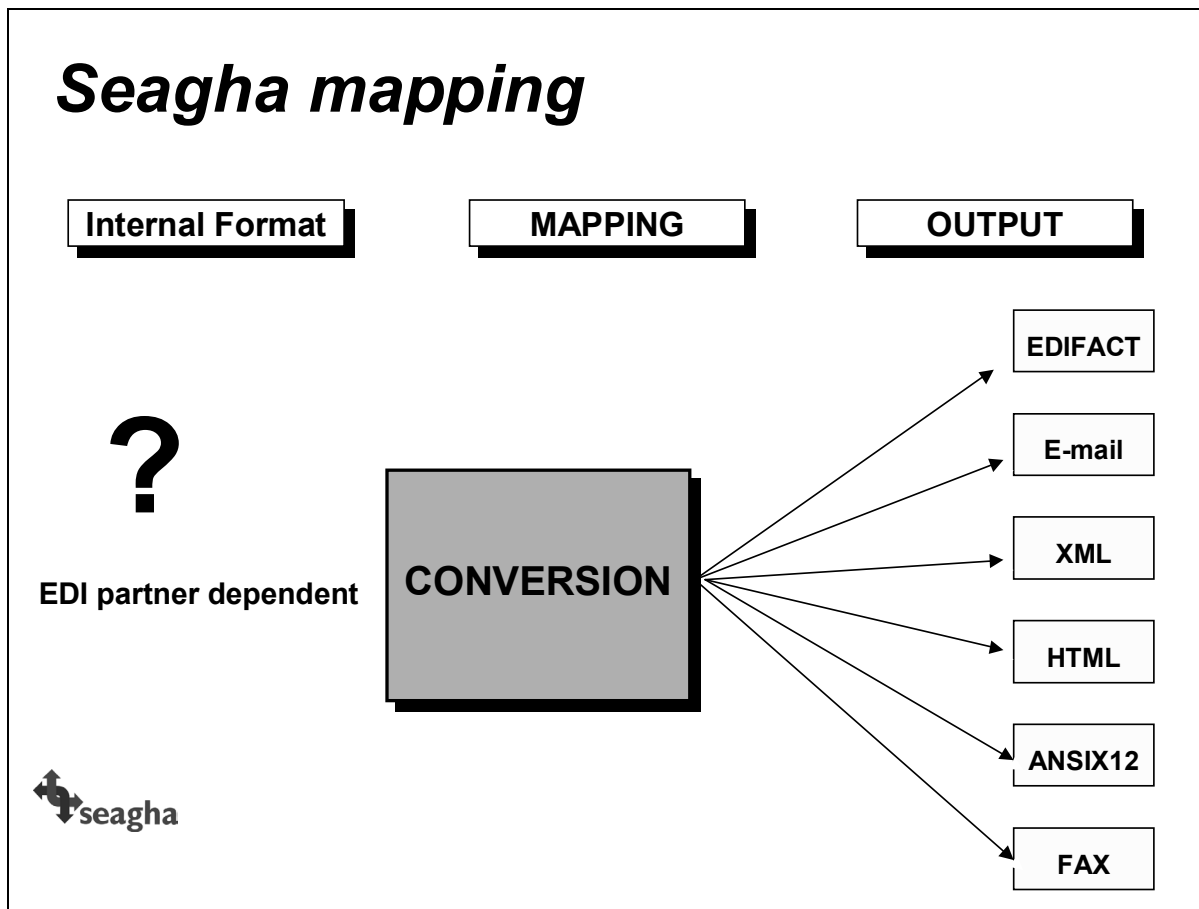 Seagha mapping
Internal Format
MAPPING
OUTPUT
EDIFACT
E-mail
?
XML
EDI partner dependent
CONVERSION
HTML
ANSIX12
seagha
FAX